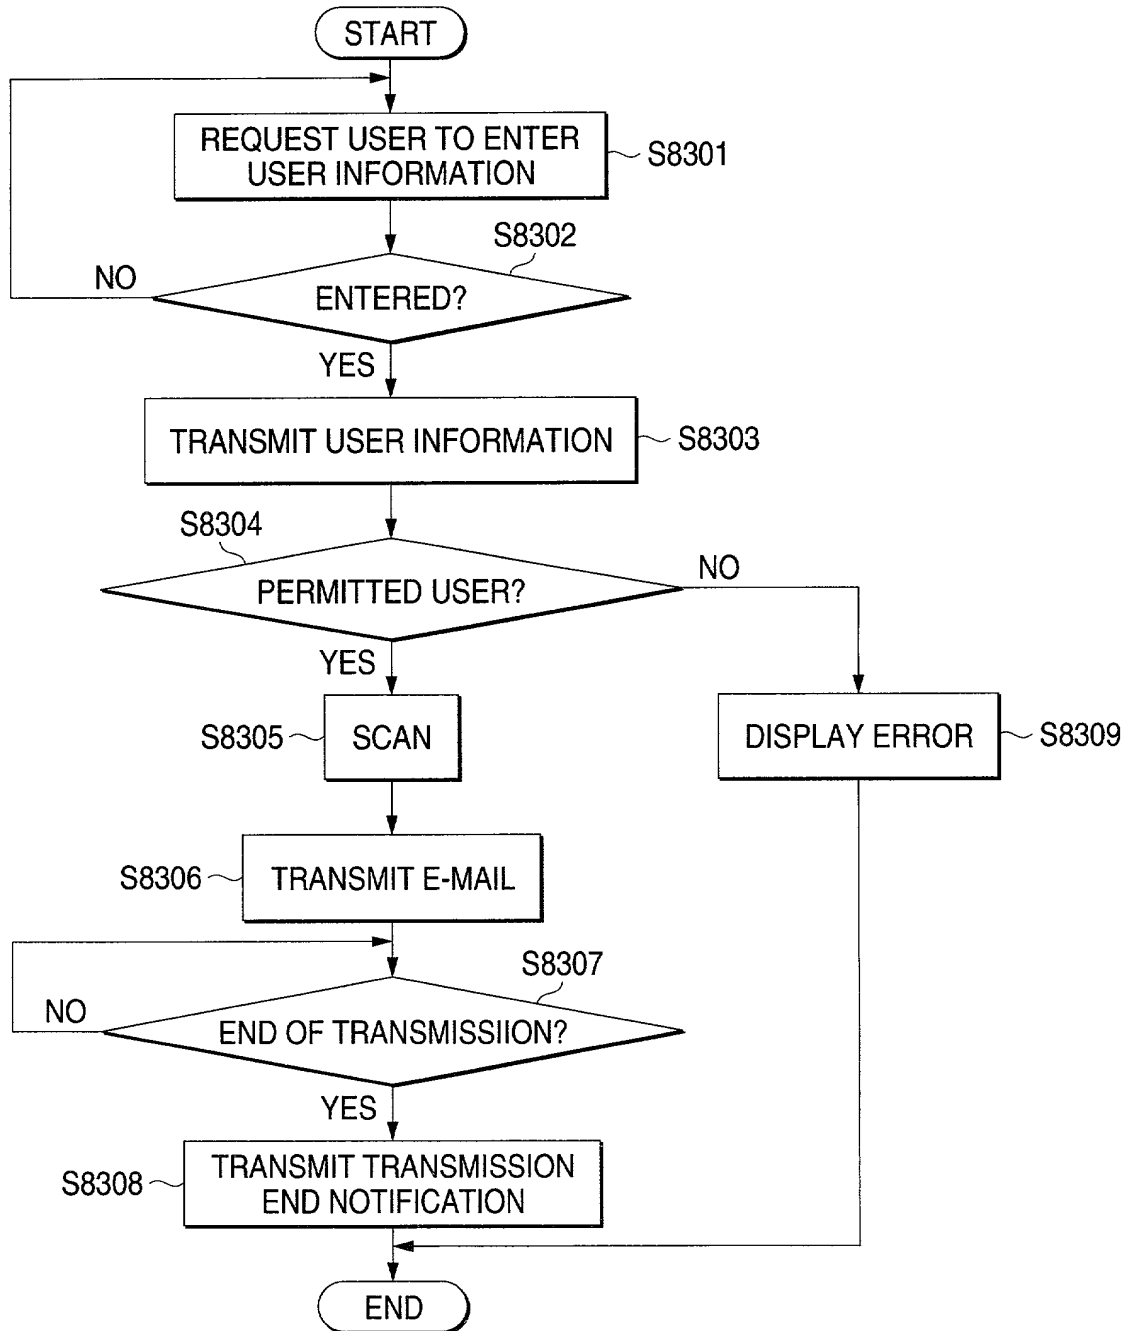 START
REQUEST USER TO ENTER
USER INFORMATION
S8301
S8302
NO
ENTERED?
YES
TRANSMIT USER INFORMATION
S8303
S8304
NO
PERMITTED USER?
YES
S8305
SCAN
DISPLAY ERROR
S8309
S8306
TRANSMIT E-MAIL
S8307
NO
END OF TRANSMISSIION?
YES
S8308
TRANSMIT TRANSMISSION
END NOTIFICATION
END